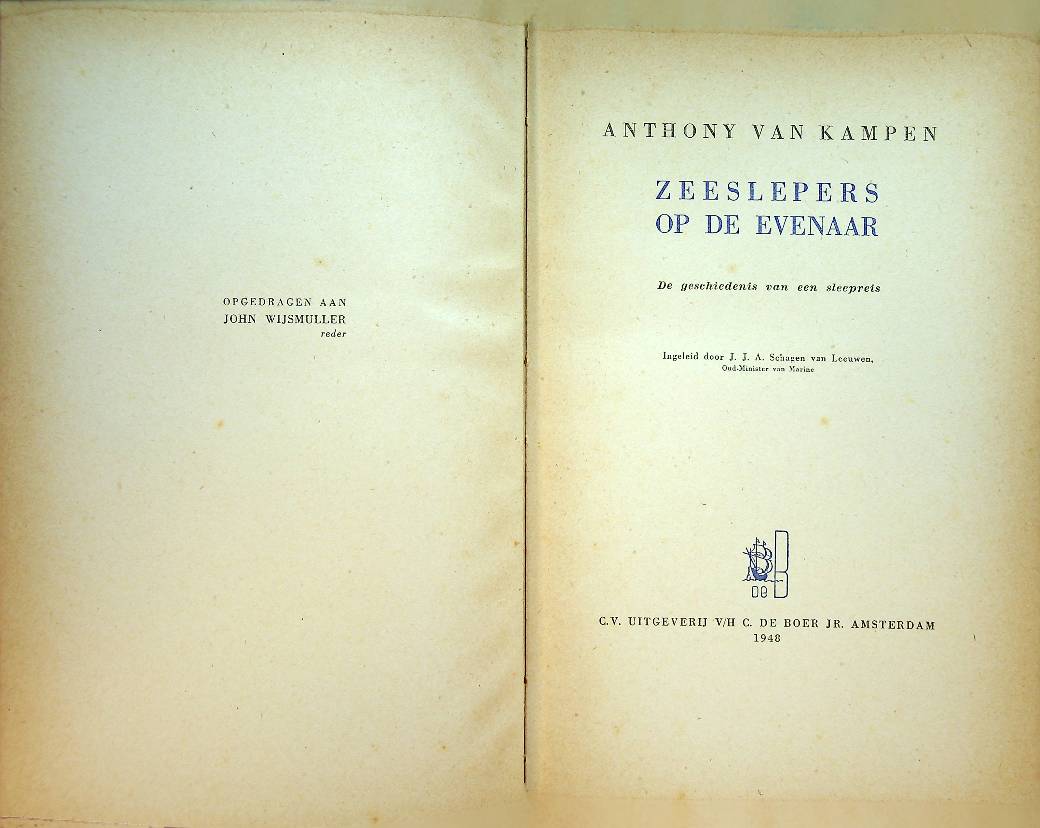 OPGEDRAGEN AAN
JOHN WIJSMULLER
reder
ANTHONY VAN KAMPEN
ZEESLEPERS
OP DE EVENAAR
De geschiedenis van een sleepreis
Ingeleid door J. J. A. Schagen van Leeuwen,
Oud-Minister van Marine
DE B
C.V. UITGEVERIJ V/H C. DE BOER JR. AMSTERDAM
1948